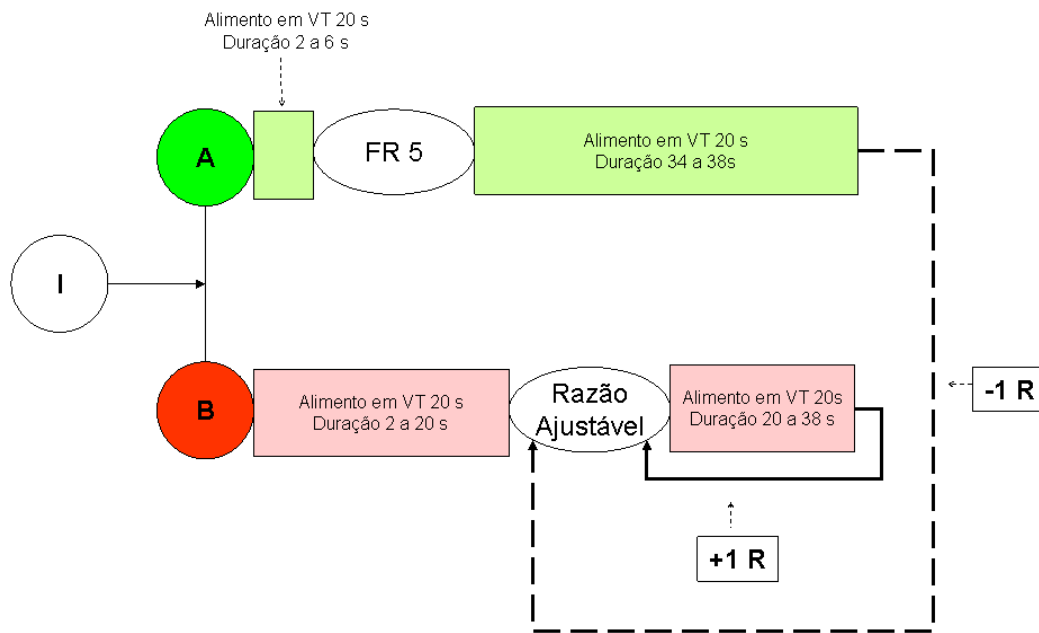 Alimento em VT 20 s
Duração 2 a 6 s
A
FR 5
Alimento em VT 20 s
Duração 34 a 38s
I
B
Alimento em VT 20 s
Duração 2 a 20 s
Razão
Ajustável
Alimento em VT 20s
Duração 20 a 38 s
-1 R
+1 R